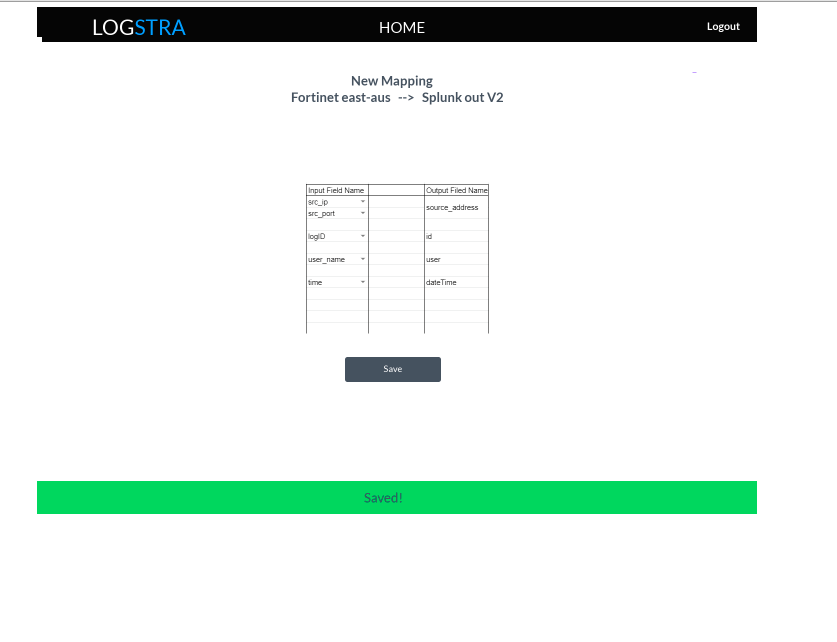 LOGSTRA HOME Logout
New Mapping
Fortinet east-aus --> Splunk out V2
Input Field Name Output Filed Name
src_ip
source_address
src_port
logID id
user_name user
time dateTime
Save
Saved!